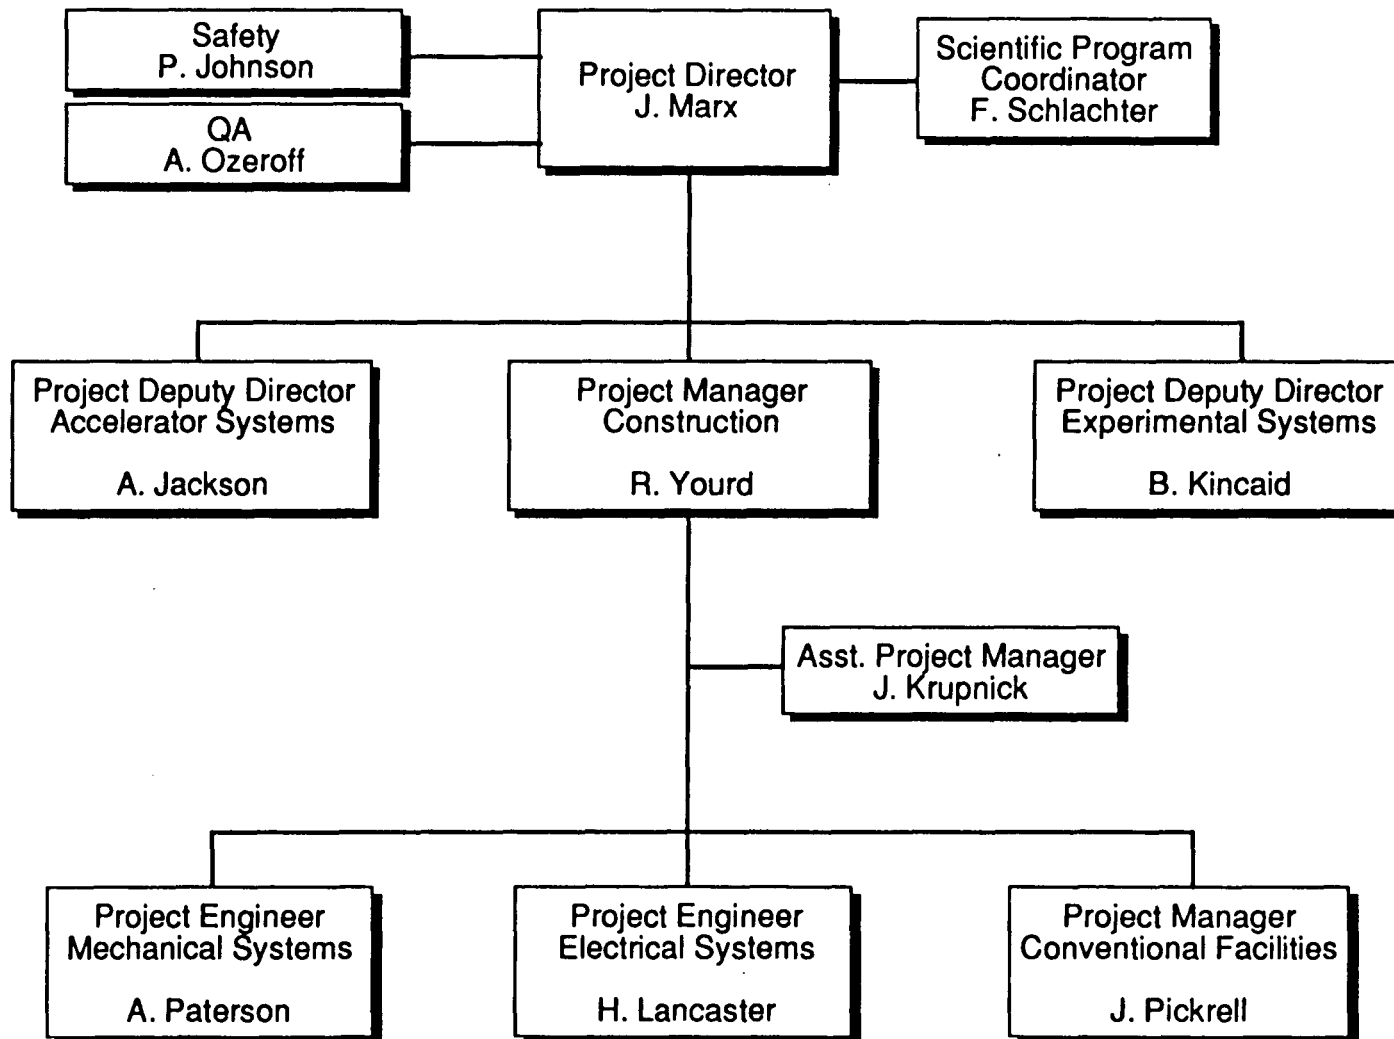 Safety
P. Johnson
QA
A. Ozeroff
Project Director
J. Marx
Scientific Program
Coordinator
F. Schlachter
Project Deputy Director
Accelerator Systems
A. Jackson
Project Manager
Construction
R. Yourd
Project Deputy Director
Experimental Systems
B. Kincaid
Asst. Project Manager
J. Krupnick
Project Engineer
Mechanical Systems
A. Paterson
Project Engineer
Electrical Systems
H. Lancaster
Project Manager
Conventional Facilities
J. Pickrell